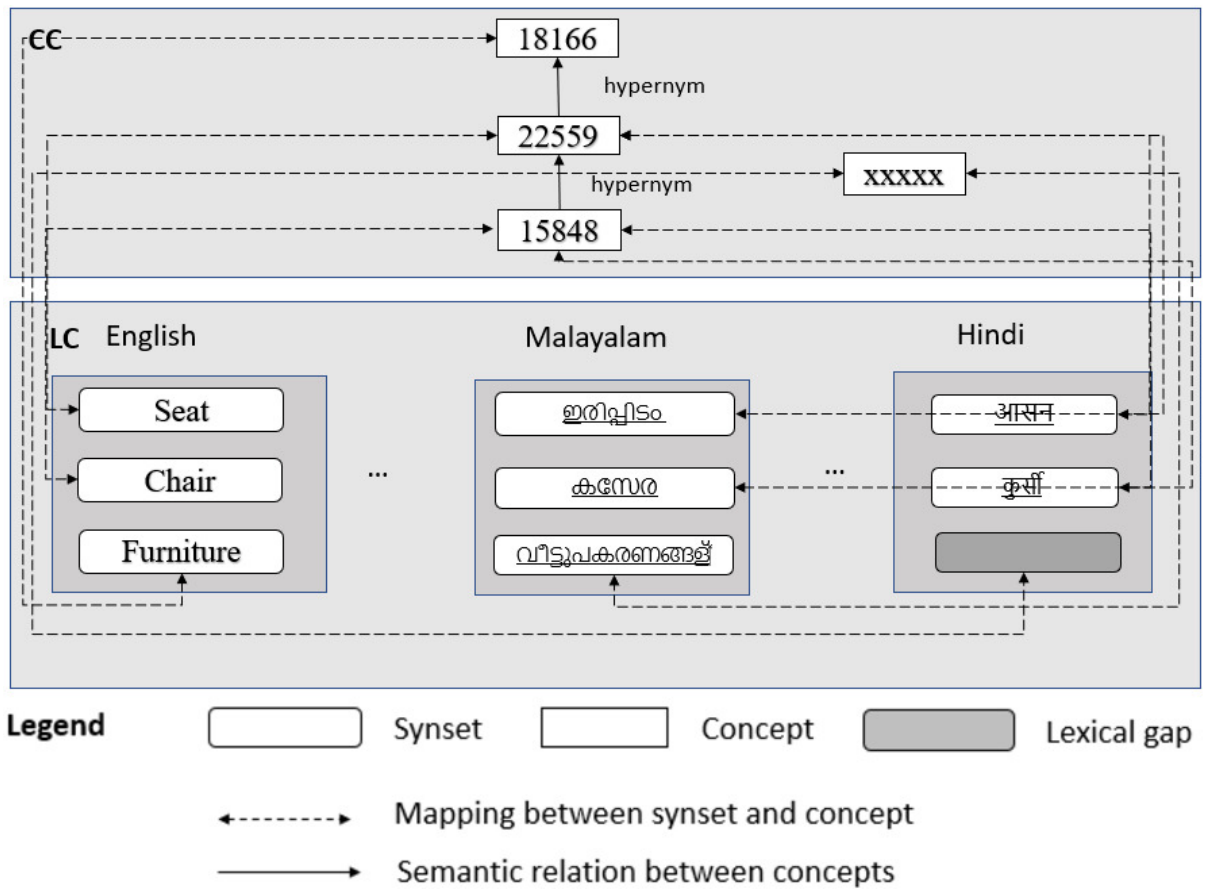 CC
18166
hypernym
22559
xxxxx
hypernym
15848
LC English Malayalam Hindi
Seat ഇരിപ്പിടം आसन
... ...
Chair കസേര कुर्सी
Furniture വീട്ടുപകരണങ്ങള്
Legend Synset Concept Lexical gap
Mapping between synset and concept
Semantic relation between concepts